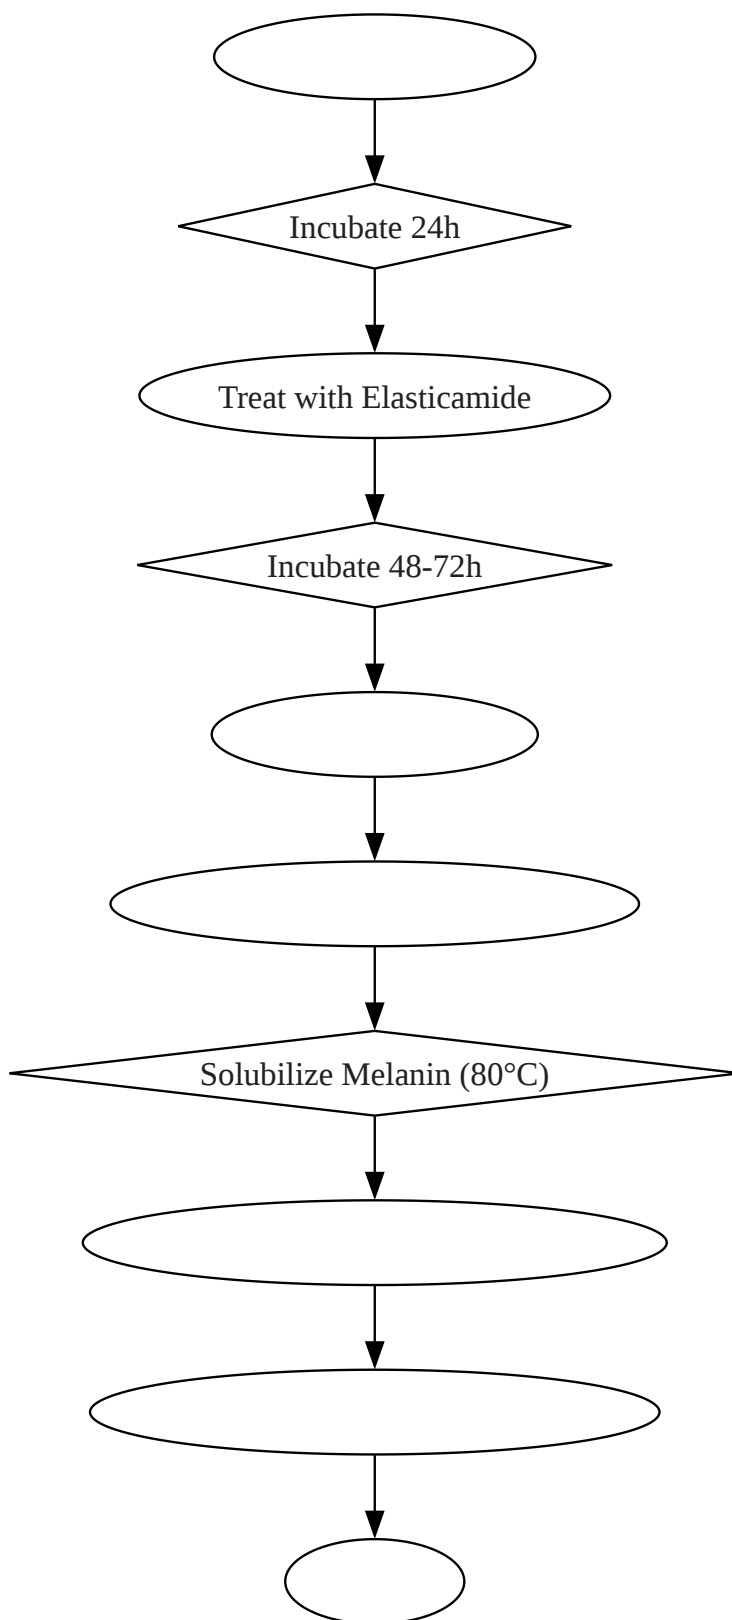 Incubate 24h
Treat with Elasticamide
Incubate 48-72h
Solubilize Melanin (80°C)